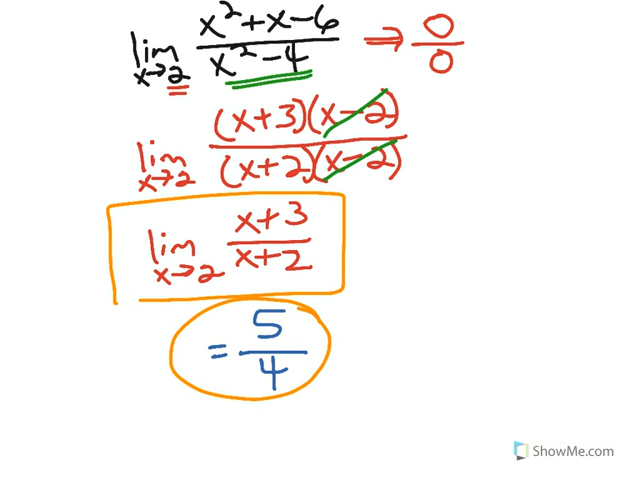 lim x→2 (x² + x − 6)/(x² − 4) ⇒ 0/0
lim x→2 (x+3)(x−2)/(x+2)(x−2)
lim x→2 (x+3)/(x+2)
= 5/4
ShowMe.com